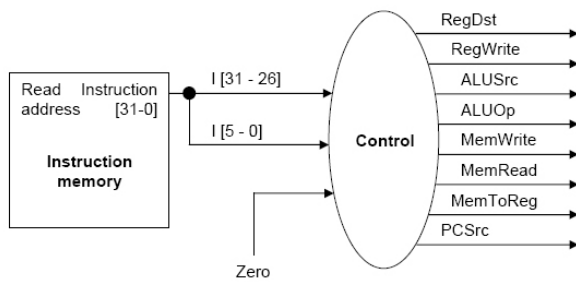 Read Instruction
address [31-0]
Instruction
memory
I [31 - 26]
I [5 - 0]
Zero
Control
RegDst
RegWrite
ALUSrc
ALUOp
MemWrite
MemRead
MemToReg
PCSrc